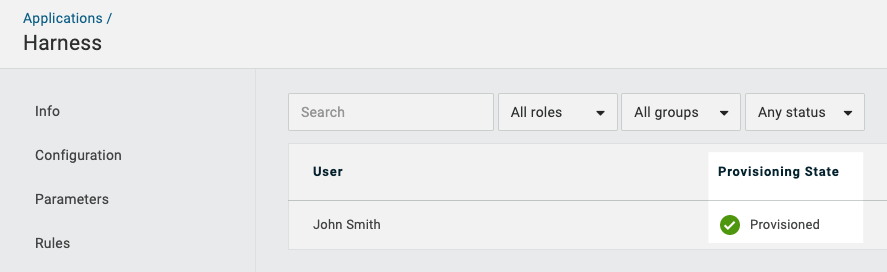 Applications /
Harness
Info
Configuration
Parameters
Rules
Search
All roles
All groups
Any status
User
Provisioning State
John Smith
Provisioned